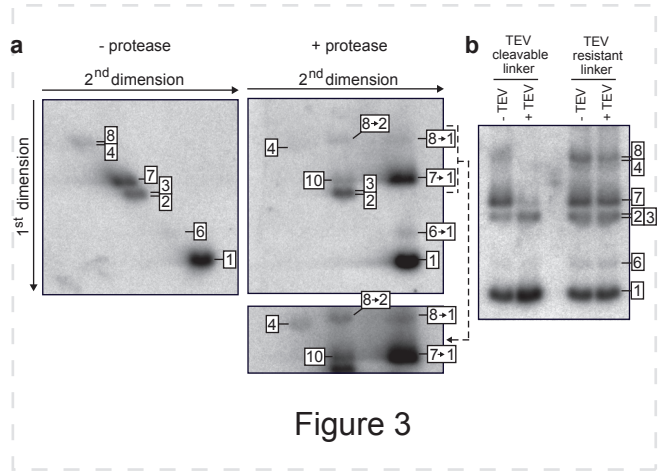 a
- protease
+ protease
2nd dimension
2nd dimension
1st dimension
8
4
7
3
2
6
1
8→2
4
8→1
10
3
2
7→1
6→1
1
8→2
4
8→1
10
7→1
b
TEV
cleavable
linker
TEV
resistant
linker
- TEV
+ TEV
- TEV
+ TEV
8
4
7
2 3
6
1
Figure 3